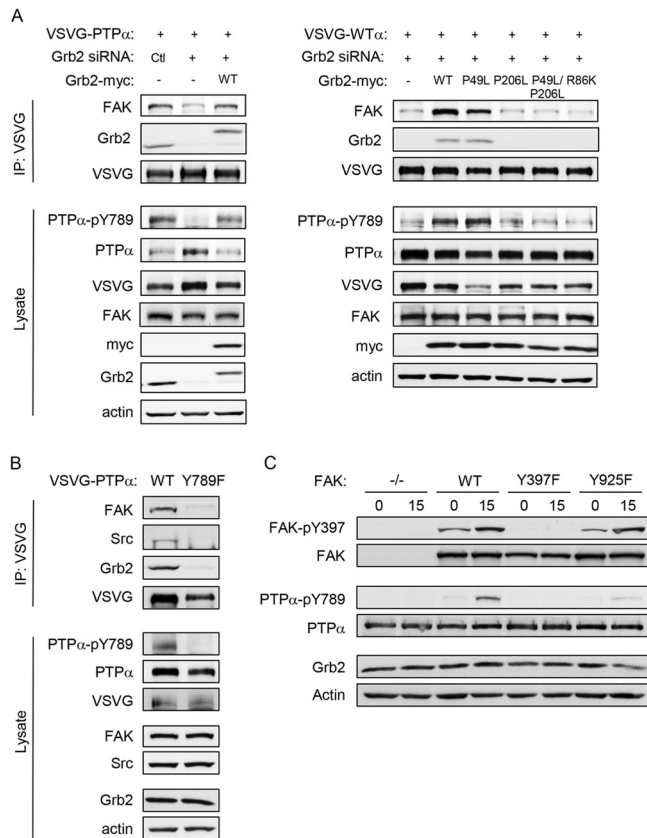 A
VSVG-PTPα: + + +
Grb2 siRNA: Ctl + +
Grb2-myc: - - WT
IP: VSVG
FAK
Grb2
VSVG
Lysate
PTPα-pY789
PTPα
VSVG
FAK
myc
Grb2
actin
VSVG-WTα: + + + + + +
Grb2 siRNA: + + + + + +
Grb2-myc: - WT P49L P206L P49L/ R86K
P206L
IP: VSVG
FAK
Grb2
VSVG
Lysate
PTPα-pY789
PTPα
VSVG
FAK
myc
actin
B
VSVG-PTPα: WT Y789F
IP: VSVG
FAK
Src
Grb2
VSVG
Lysate
PTPα-pY789
PTPα
VSVG
FAK
Src
Grb2
actin
C
FAK: -/- WT Y397F Y925F
0 15 0 15 0 15 0 15
FAK-pY397
FAK
PTPα-pY789
PTPα
Grb2
Actin